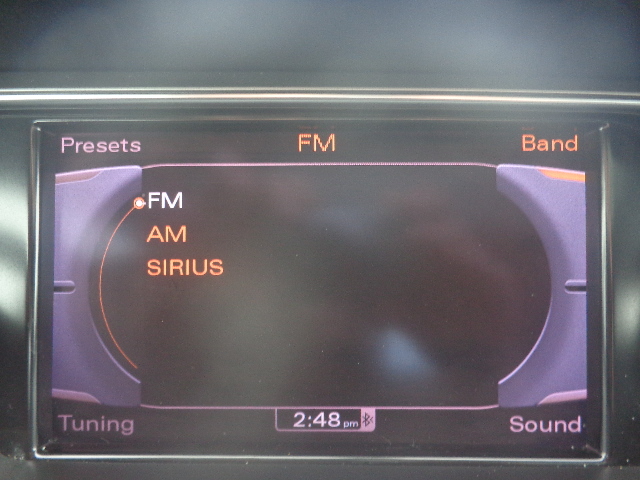 Presets FM Band
FM
AM
SIRIUS
Tuning 2:48 pm Sound